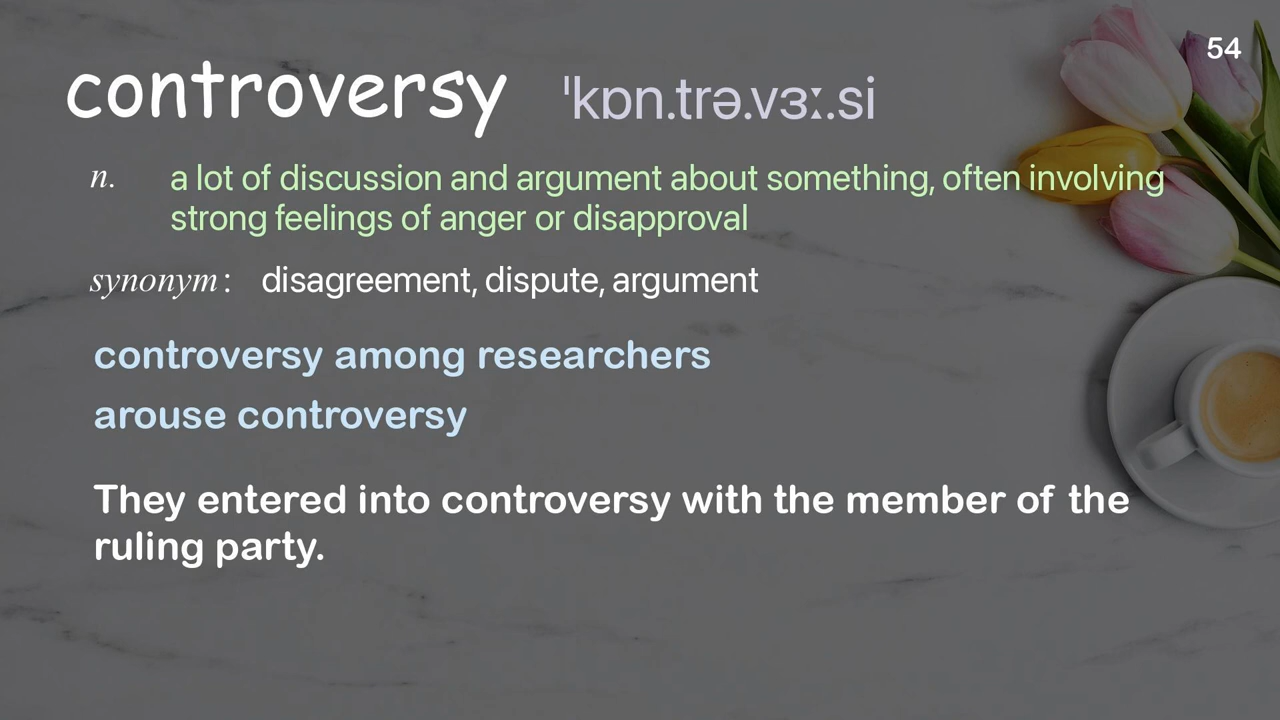 54
controversy ˈkɒn.trə.vɜː.si
n. a lot of discussion and argument about something, often involving
strong feelings of anger or disapproval
synonym: disagreement, dispute, argument
controversy among researchers
arouse controversy
They entered into controversy with the member of the
ruling party.